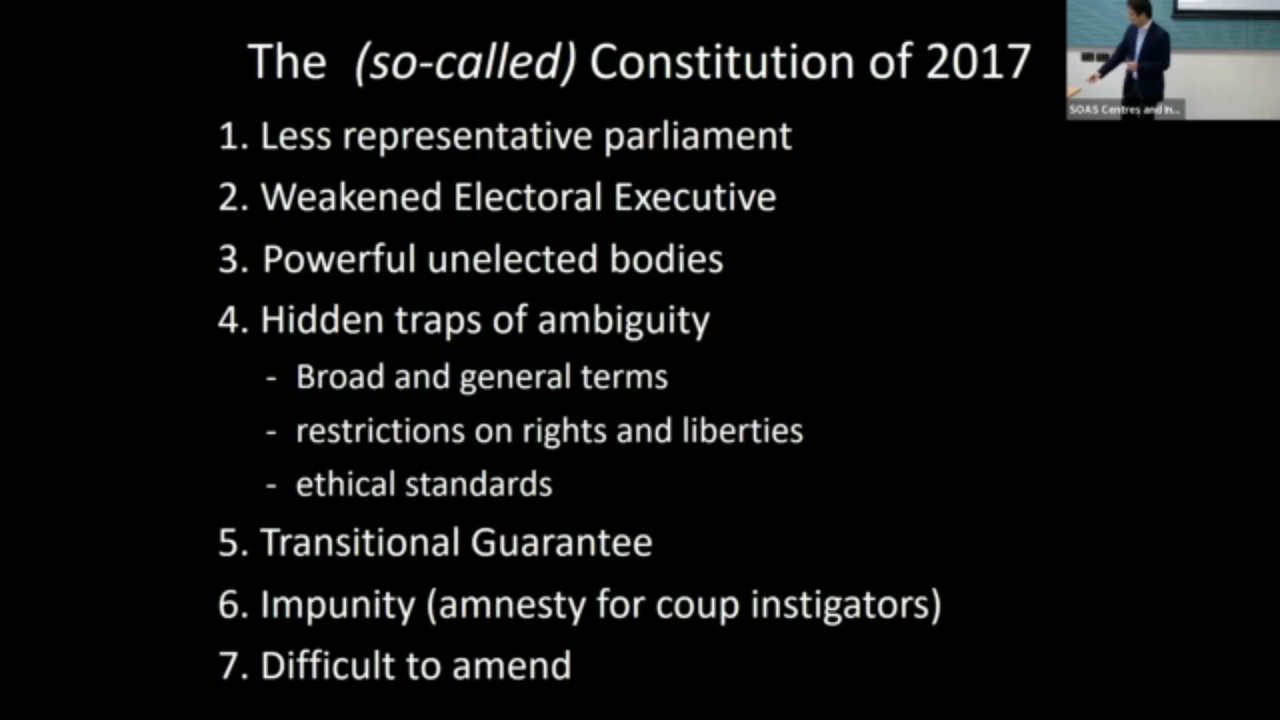 The (so-called) Constitution of 2017
1. Less representative parliament
2. Weakened Electoral Executive
3. Powerful unelected bodies
4. Hidden traps of ambiguity
- Broad and general terms
- restrictions on rights and liberties
- ethical standards
5. Transitional Guarantee
6. Impunity (amnesty for coup instigators)
7. Difficult to amend
SOAS Centres and In...